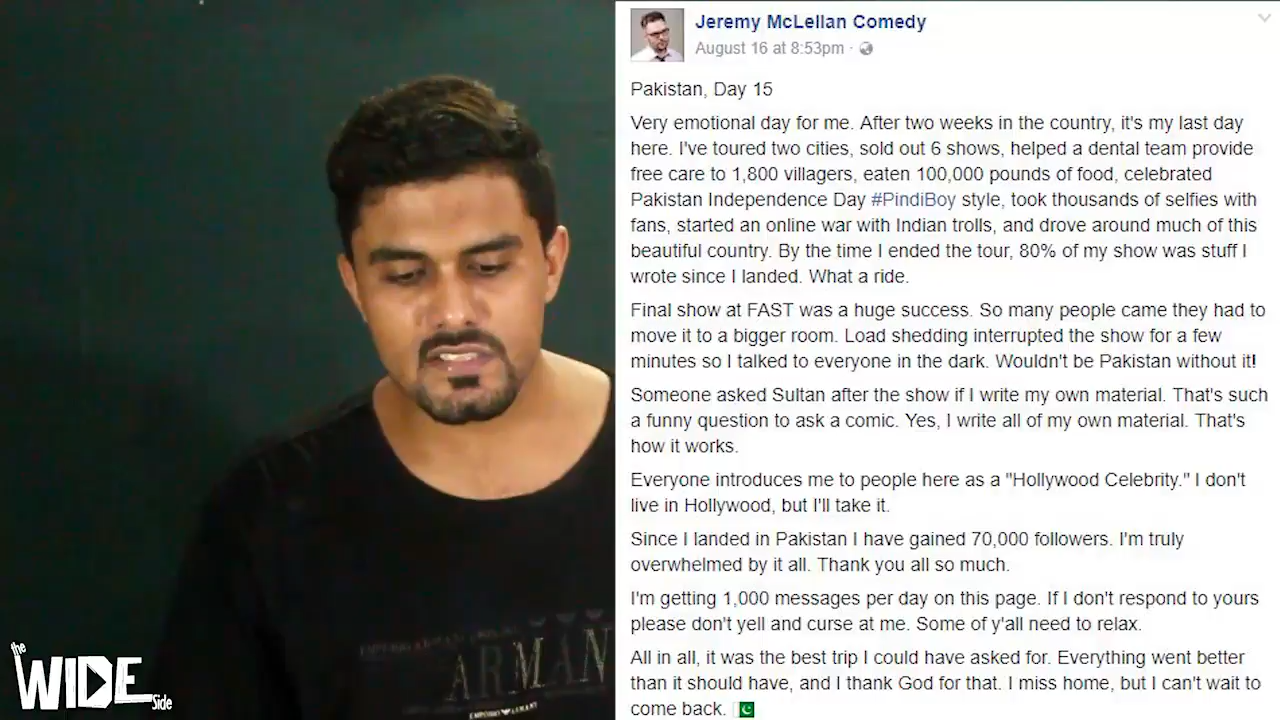 Jeremy McLellan Comedy
August 16 at 8:53pm ·
Pakistan, Day 15
Very emotional day for me. After two weeks in the country, it's my last day
here. I've toured two cities, sold out 6 shows, helped a dental team provide
free care to 1,800 villagers, eaten 100,000 pounds of food, celebrated
Pakistan Independence Day #PindiBoy style, took thousands of selfies with
fans, started an online war with Indian trolls, and drove around much of this
beautiful country. By the time I ended the tour, 80% of my show was stuff I
wrote since I landed. What a ride.
Final show at FAST was a huge success. So many people came they had to
move it to a bigger room. Load shedding interrupted the show for a few
minutes so I talked to everyone in the dark. Wouldn't be Pakistan without it!
Someone asked Sultan after the show if I write my own material. That's such
a funny question to ask a comic. Yes, I write all of my own material. That's
how it works.
Everyone introduces me to people here as a "Hollywood Celebrity." I don't
live in Hollywood, but I'll take it.
Since I landed in Pakistan I have gained 70,000 followers. I'm truly
overwhelmed by it all. Thank you all so much.
I'm getting 1,000 messages per day on this page. If I don't respond to yours
please don't yell and curse at me. Some of y'all need to relax.
All in all, it was the best trip I could have asked for. Everything went better
than it should have, and I thank God for that. I miss home, but I can't wait to
come back.
ARMAN
the
WIDE
Side